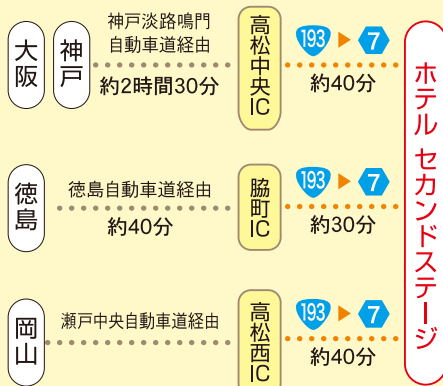 大阪
神戸
神戸淡路鳴門
自動車道経由
約2時間30分
高松中央IC
193 ▶ 7
約40分
徳島
徳島自動車道経由
約40分
脇町IC
193 ▶ 7
約30分
岡山
瀬戸中央自動車道経由
高松西IC
193 ▶ 7
約40分
ホテル セカンドステージ